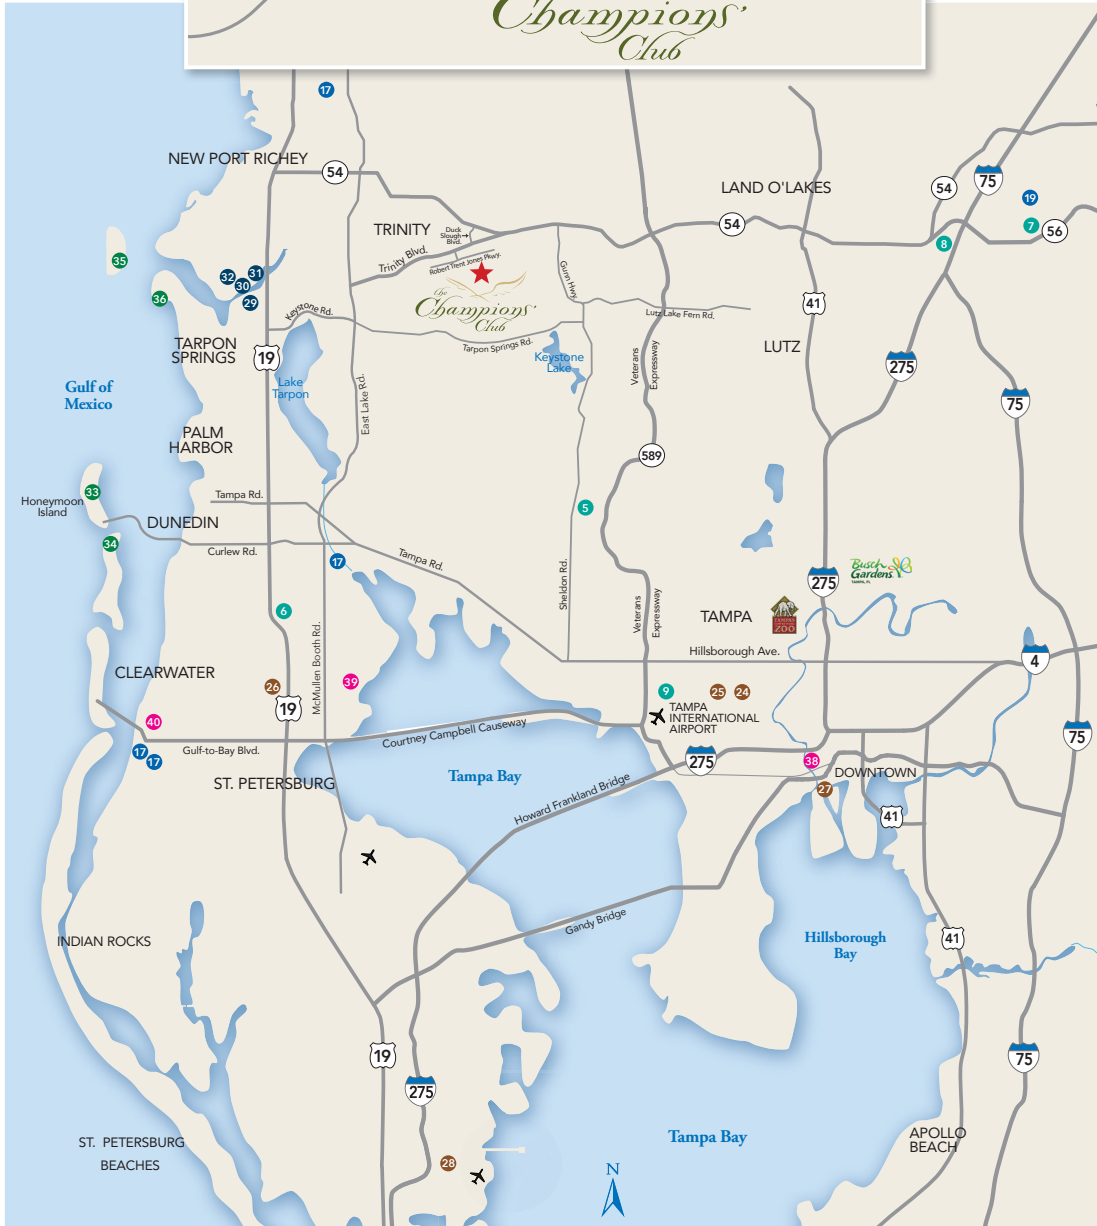 Champions'
Club
17
NEW PORT RICHEY
54
LAND O'LAKES
54
75
19
7
56
8
TRINITY
Duck
Slough→
Blvd.
54
Trinity Blvd.
Robert Trent Jones Pkwy.
the
Champions'
Club
Gunn Hwy.
35
36
32
31
30
29
Keystone Rd.
Lutz Lake Fern Rd.
41
TARPON
SPRINGS
19
Tarpon Springs Rd.
Keystone
Lake
Veterans
Expressway
LUTZ
275
75
Gulf of
Mexico
Lake
Tarpon
East Lake Rd.
PALM
HARBOR
589
33
Honeymoon
Island
Tampa Rd.
5
DUNEDIN
34
Curlew Rd.
Tampa Rd.
17
Sheldon Rd.
275
Busch
Gardens
TAMPA, FL
6
Veterans
Expressway
TAMPA
TAMPA
ZOO
McMullen Booth Rd.
Hillsborough Ave.
4
CLEARWATER
26
39
19
9
25
24
TAMPA
INTERNATIONAL
AIRPORT
40
17
17
Gulf-to-Bay Blvd.
Courtney Campbell Causeway
75
275
38
ST. PETERSBURG
Tampa Bay
DOWNTOWN
27
Howard Frankland Bridge
41
Gandy Bridge
INDIAN ROCKS
Hillsborough
Bay
41
19
75
275
ST. PETERSBURG
BEACHES
Tampa Bay
APOLLO
BEACH
28
N